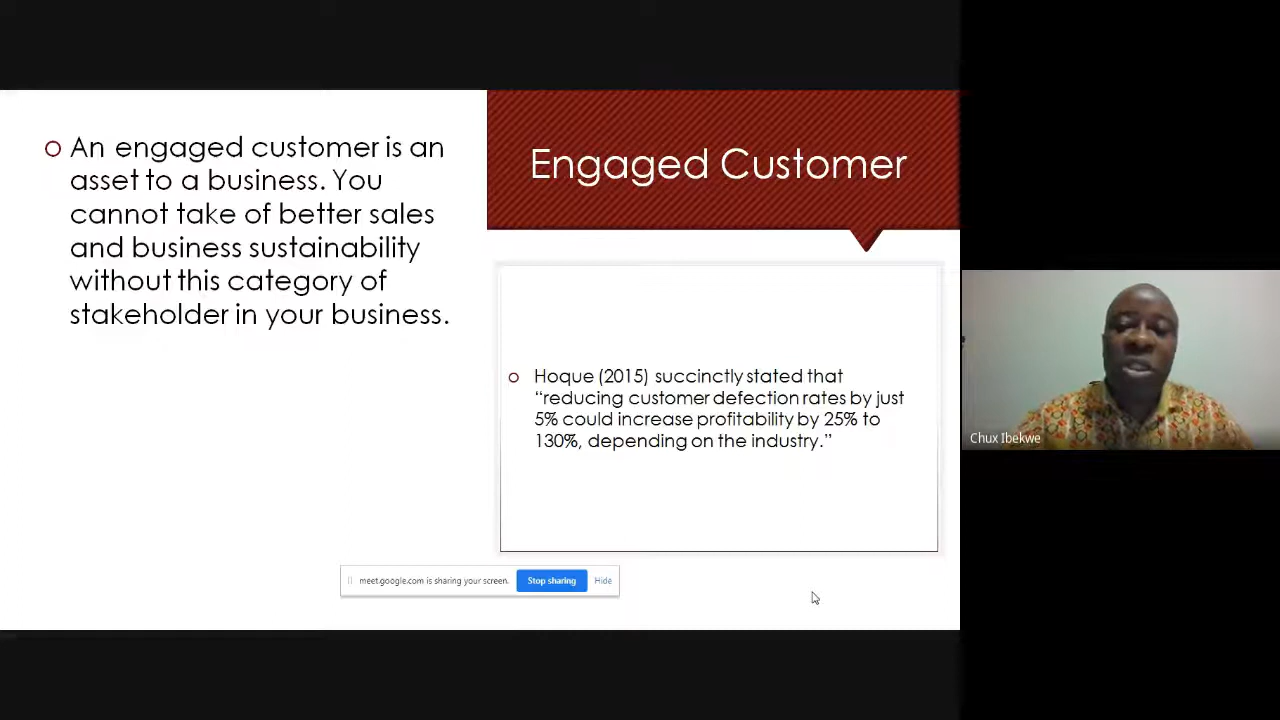 An engaged customer is an
asset to a business. You
cannot take of better sales
and business sustainability
without this category of
stakeholder in your business.
Engaged Customer
Hoque (2015) succinctly stated that
“reducing customer defection rates by just
5% could increase profitability by 25% to
130%, depending on the industry.”
meet.google.com is sharing your screen.
Stop sharing
Hide
Chux Ibekwe